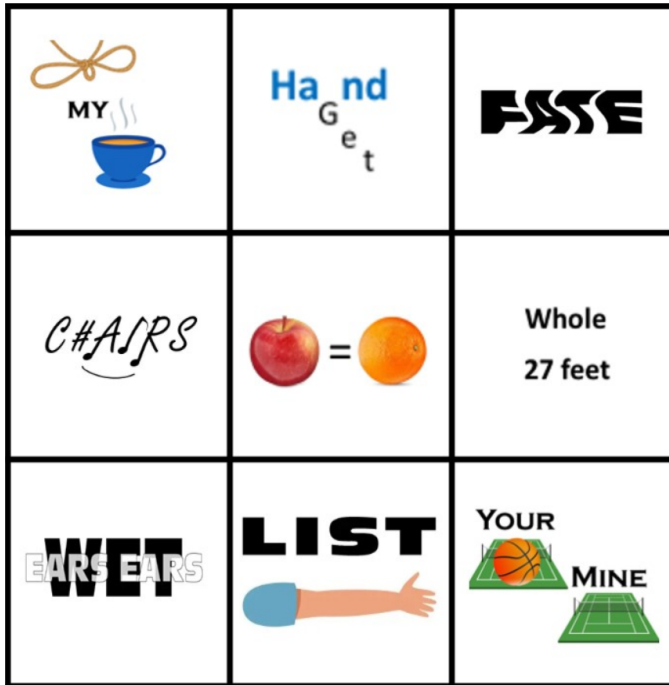 MY
Ha nd
G
e
t
FATE
CHAIRS
=
Whole
27 feet
WET
EARS EARS
LIST
YOUR
MINE